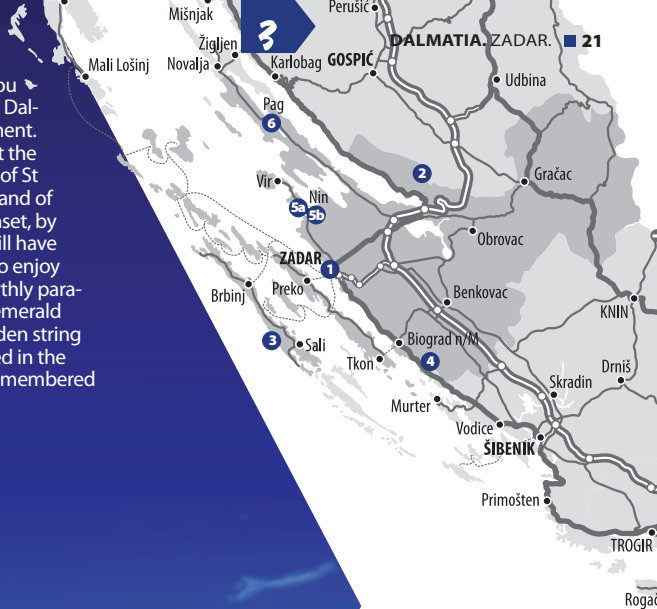 3
DALMATIA. ZADAR. 21
ou
Dal-
ment.
t the
of St
and of
nset, by
ill have
o enjoy
thly para-
emerald
den string
ed in the
membered
Mišnjak
Perušić
Žigljen
Mali Lošinj
Novalja
Karlobag
GOSPIĆ
Udbina
Pag
6
2
Gračac
Vir
Nin
5a
5b
Obrovac
ZADAR
1
Brbinj
Preko
Benkovac
KNIN
3
Sali
Biograd n/M
Tkon
4
Drniš
Skradin
Murter
Vodice
ŠIBENIK
Primošten
TROGIR
Rogač